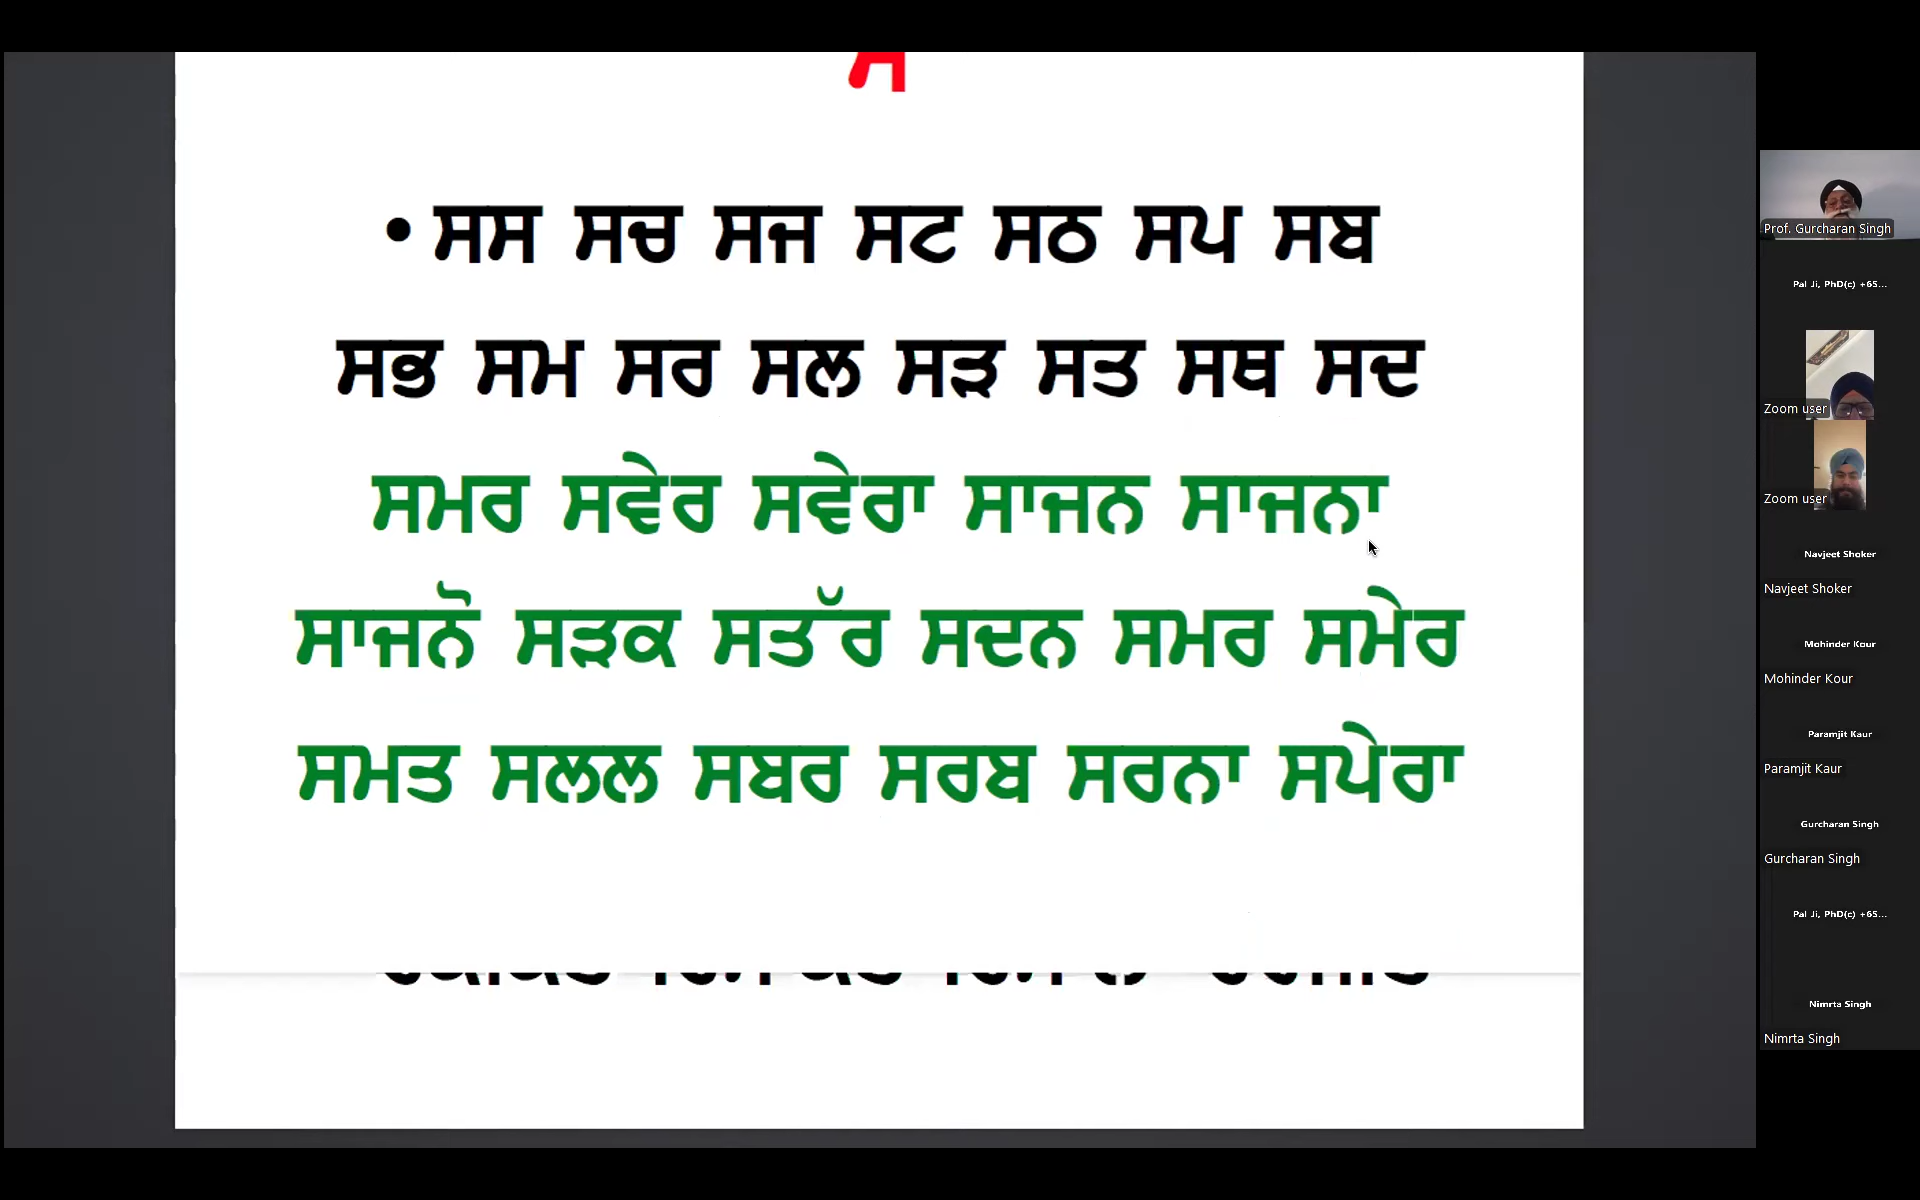 ਸ
• ਸਸ ਸਚ ਸਜ ਸਟ ਸਠ ਸਪ ਸਬ
ਸਭ ਸਮ ਸਰ ਸਲ ਸੜ ਸਤ ਸਥ ਸਦ
ਸਮਰ ਸਵੇਰ ਸਵੇਰਾ ਸਾਜਨ ਸਾਜਨਾ
ਸਾਜਨੋ ਸੜਕ ਸਤੱਰ ਸਦਨ ਸਮਰ ਸਮੇਰ
ਸਮਤ ਸਲਲ ਸਬਰ ਸਰਬ ਸਰਨਾ ਸਪੇਰਾ
Prof. Gurcharan Singh
Pal Ji, PhD(c) +65...
Zoom user
Zoom user
Navjeet Shoker
Navjeet Shoker
Mohinder Kour
Mohinder Kour
Paramjit Kaur
Paramjit Kaur
Gurcharan Singh
Gurcharan Singh
Pal Ji, PhD(c) +65...
Nimrta Singh
Nimrta Singh